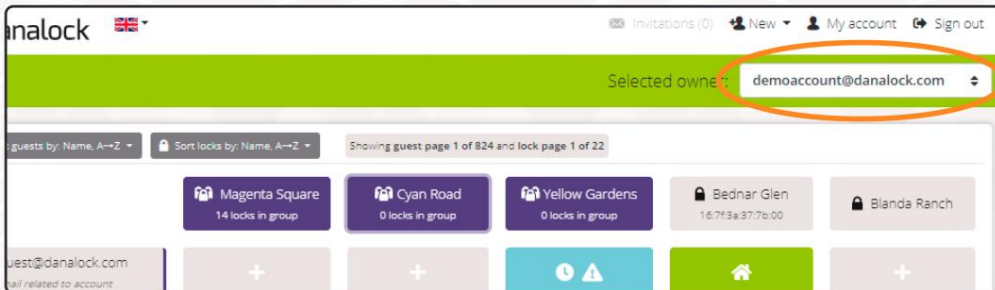 danalock
Invitations (0) New My account Sign out
Selected owner: demoaccount@danalock.com
guests by: Name, A→Z Sort locks by: Name, A→Z Showing guest page 1 of 824 and lock page 1 of 22
Magenta Square
14 locks in group
Cyan Road
0 locks in group
Yellow Gardens
0 locks in group
Bednar Glen
16:7f:3a:37:7b:00
Blanda Ranch
uest@danalock.com
ail related to account